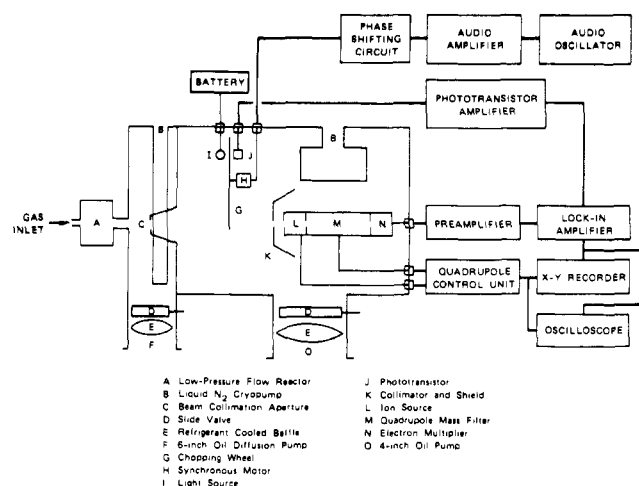 PHASE
SHIFTING
CIRCUIT
AUDIO
AMPLIFIER
AUDIO
OSCILLATOR
BATTERY
PHOTOTRANSISTOR
AMPLIFIER
B
I
J
B
H
G
GAS
INLET
A
C
L
M
N
K
PREAMPLIFIER
LOCK-IN
AMPLIFIER
QUADRUPOLE
CONTROL UNIT
X-Y RECORDER
OSCILLOSCOPE
D
E
F
D
E
O
A Low-Pressure Flow Reactor
B Liquid N2 Cryopump
C Beam Collimation Aperture
D Slide Valve
E Refrigerant Cooled Baffle
F 6-inch Oil Diffusion Pump
G Chopping Wheel
H Synchronous Motor
I Light Source
J Phototransistor
K Collimator and Shield
L Ion Source
M Quadrupole Mass Filter
N Electron Multiplier
O 4-inch Oil Pump